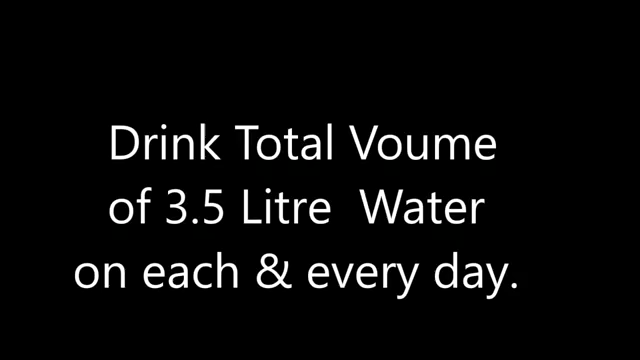 Drink Total Voume
of 3.5 Litre  Water
on each & every day.